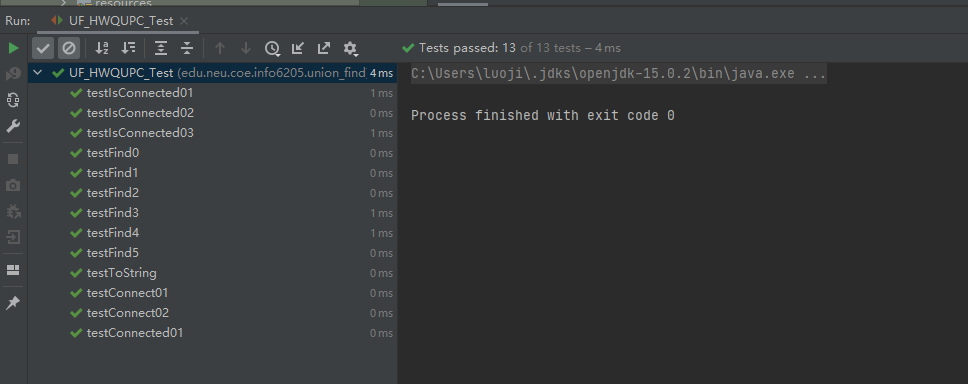 resources
Run: UF_HWQUPC_Test
Tests passed: 13 of 13 tests – 4 ms
UF_HWQUPC_Test (edu.neu.coe.info6205.union_find 4 ms
testIsConnected01 1 ms
testIsConnected02 0 ms
testIsConnected03 1 ms
testFind0 0 ms
testFind1 0 ms
testFind2 0 ms
testFind3 1 ms
testFind4 1 ms
testFind5 0 ms
testToString 0 ms
testConnect01 0 ms
testConnect02 0 ms
testConnected01 0 ms
C:\Users\luoji\.jdks\openjdk-15.0.2\bin\java.exe ...
Process finished with exit code 0